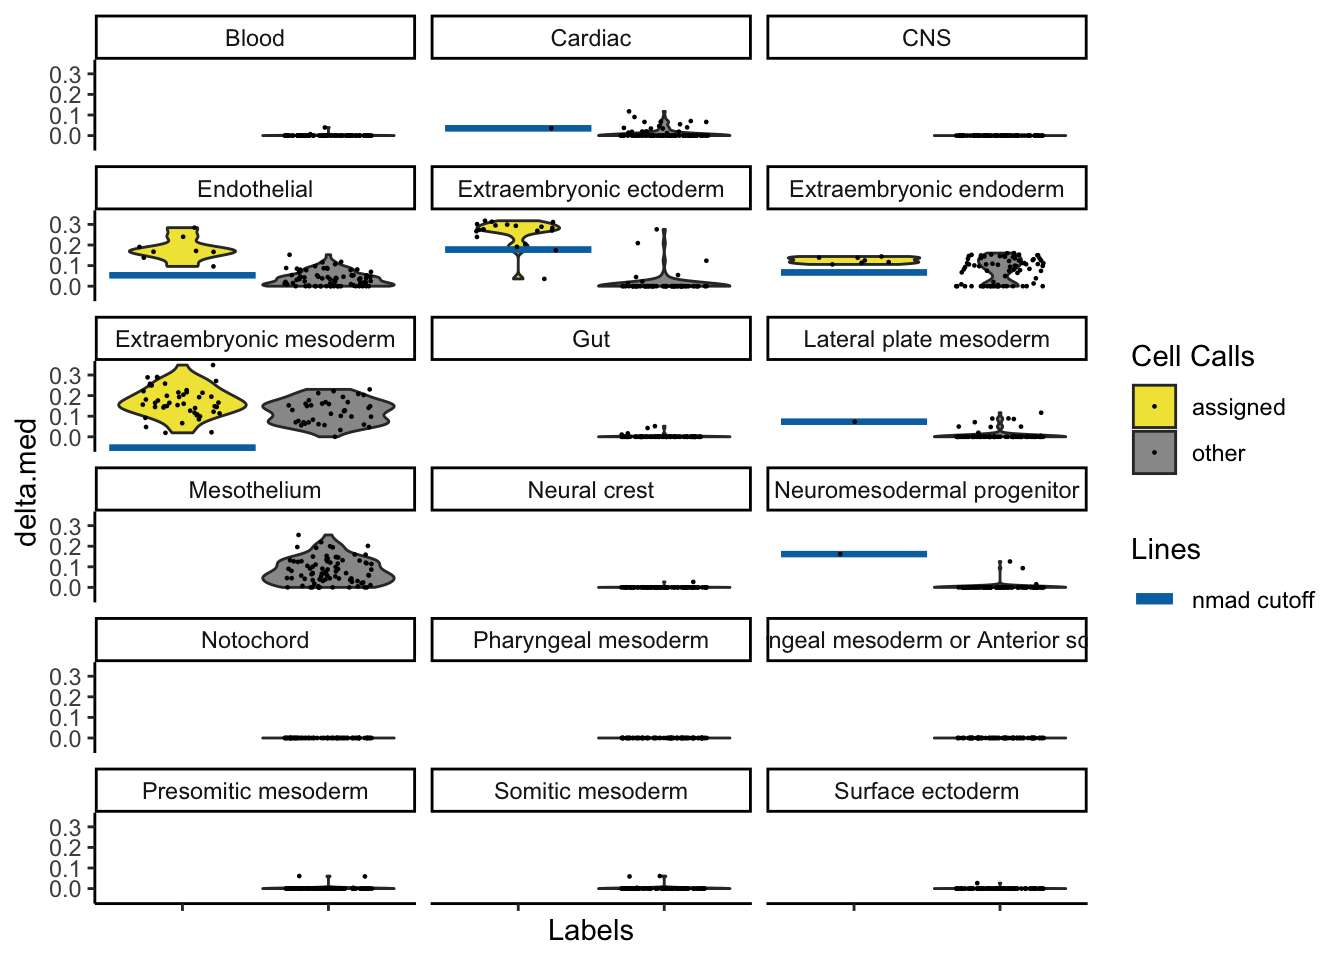 Blood
Cardiac
CNS
0.3
0.2
0.1
0.0
Endothelial
Extraembryonic ectoderm
Extraembryonic endoderm
0.3
0.2
0.1
0.0
Extraembryonic mesoderm
Gut
Lateral plate mesoderm
0.3
0.2
0.1
0.0
Mesothelium
Neural crest
Neuromesodermal progenitor
0.3
0.2
0.1
0.0
Notochord
Pharyngeal mesoderm
ngeal mesoderm or Anterior so
0.3
0.2
0.1
0.0
Presomitic mesoderm
Somitic mesoderm
Surface ectoderm
0.3
0.2
0.1
0.0
delta.med
Labels
Cell Calls
assigned
other
Lines
nmad cutoff